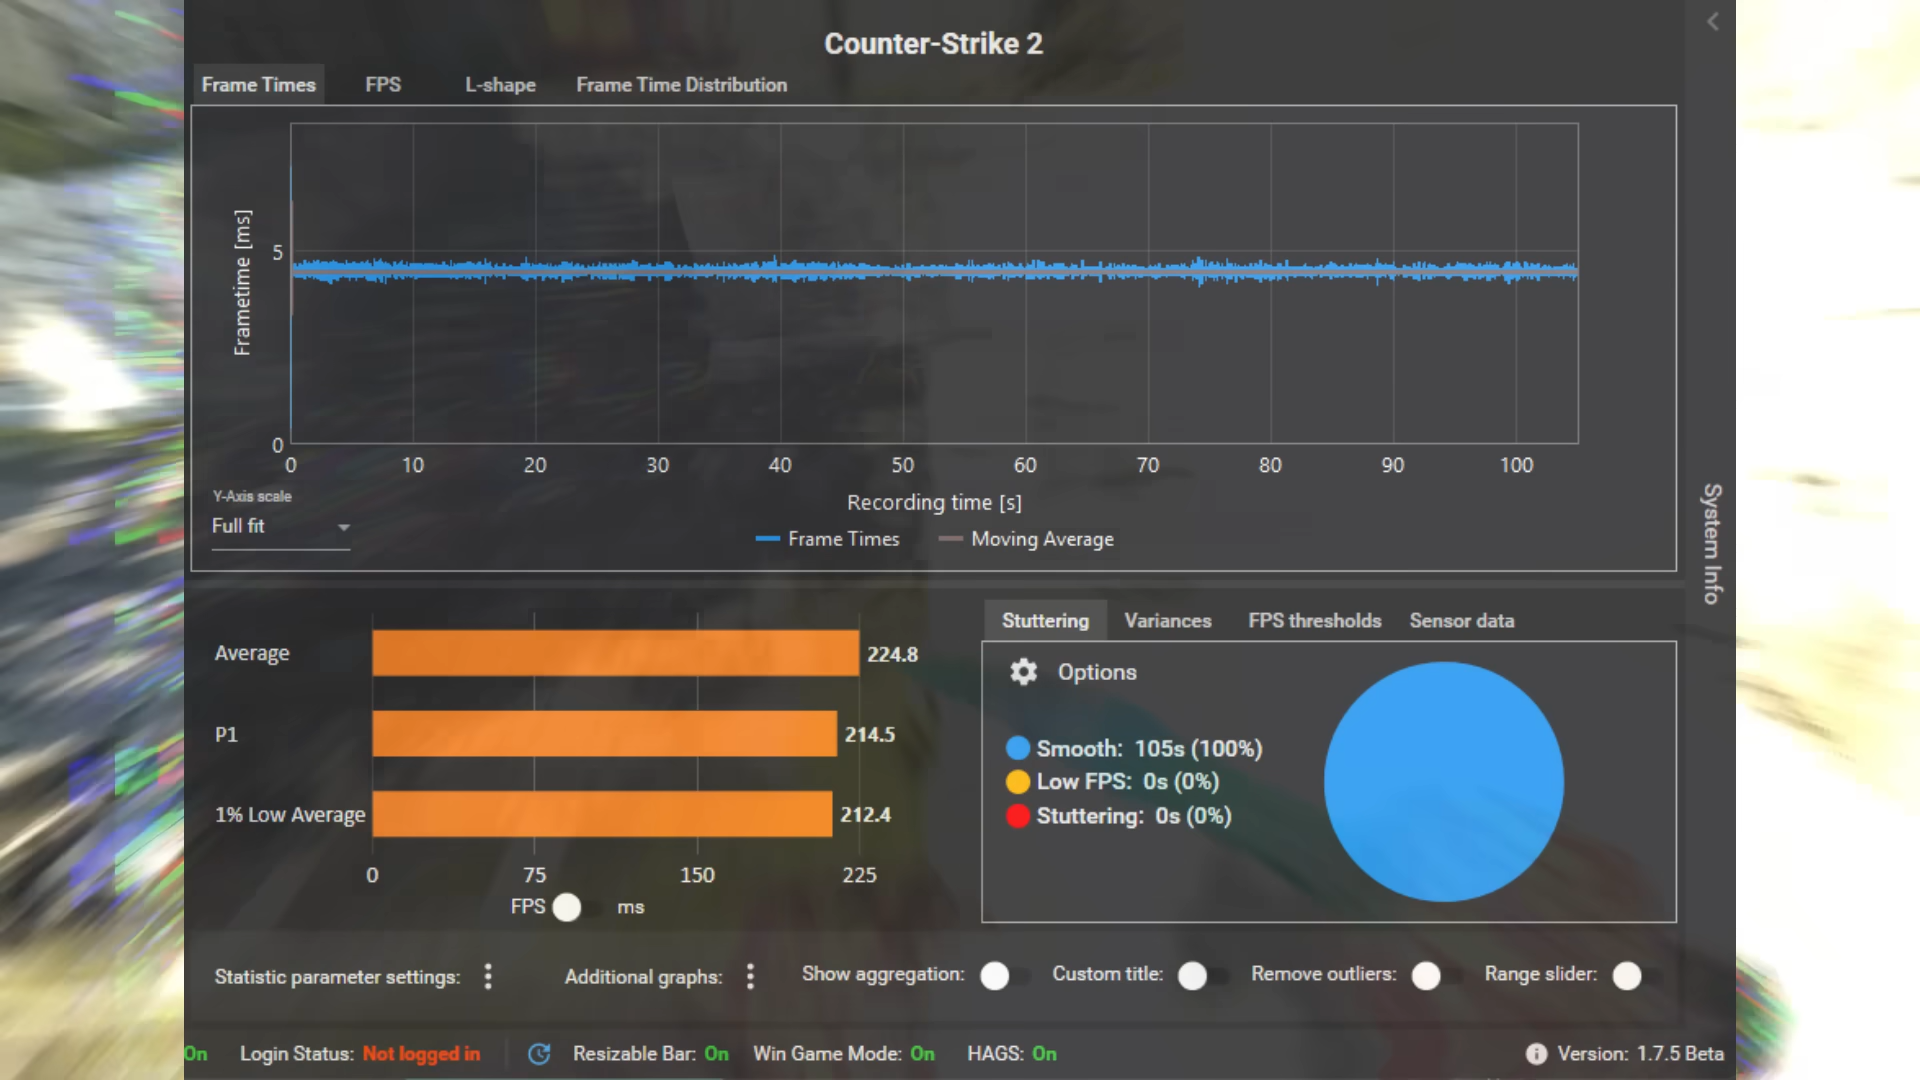 Counter-Strike 2
Frame Times FPS L-shape Frame Time Distribution
Frametime [ms]
5
0
0 10 20 30 40 50 60 70 80 90 100
Recording time [s]
Y-Axis scale
Full fit
Frame Times Moving Average
System Info
Average 224.8
P1 214.5
1% Low Average 212.4
0 75 150 225
FPS ms
Stuttering Variances FPS thresholds Sensor data
Options
Smooth: 105s (100%)
Low FPS: 0s (0%)
Stuttering: 0s (0%)
Statistic parameter settings: Additional graphs: Show aggregation: Custom title: Remove outliers: Range slider:
On Login Status: Not logged in Resizable Bar: On Win Game Mode: On HAGS: On Version: 1.7.5 Beta